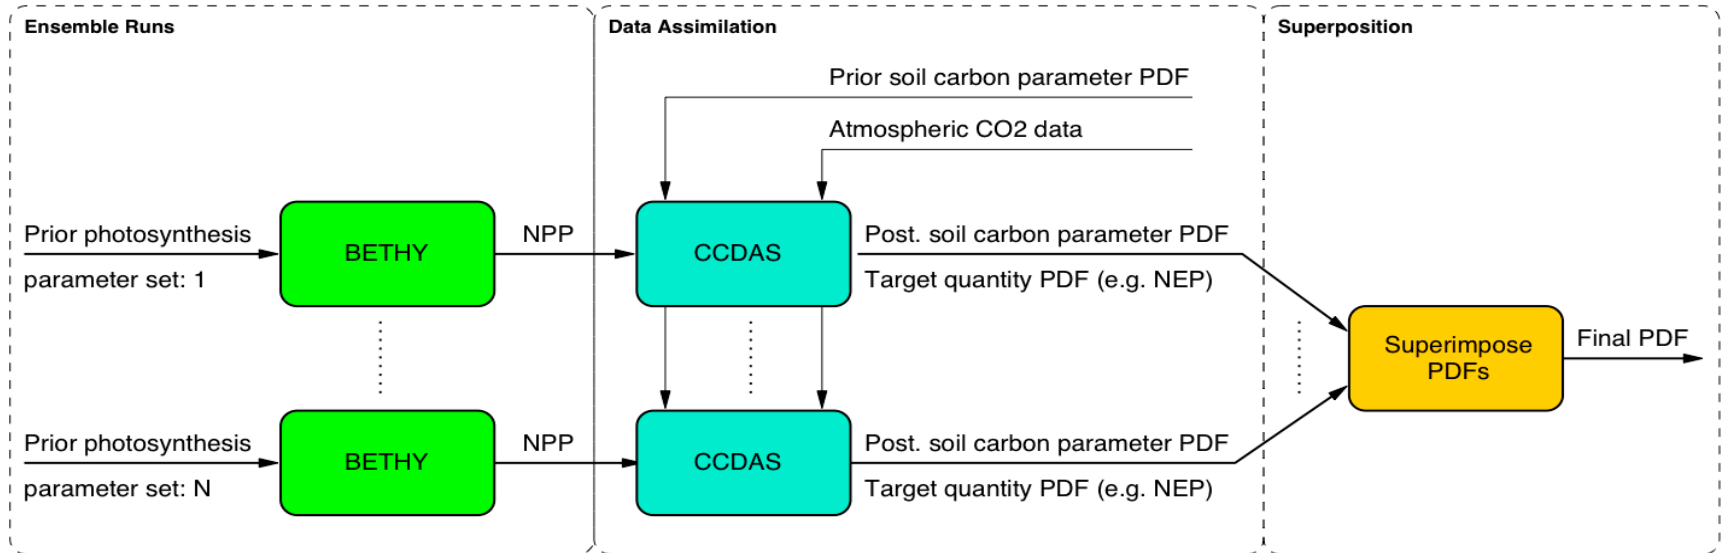 Ensemble Runs
Data Assimilation
Superposition
Prior soil carbon parameter PDF
Atmospheric CO2 data
Prior photosynthesis
parameter set: 1
BETHY
NPP
CCDAS
Post. soil carbon parameter PDF
Target quantity PDF (e.g. NEP)
Superimpose
PDFs
Final PDF
Prior photosynthesis
parameter set: N
BETHY
NPP
CCDAS
Post. soil carbon parameter PDF
Target quantity PDF (e.g. NEP)